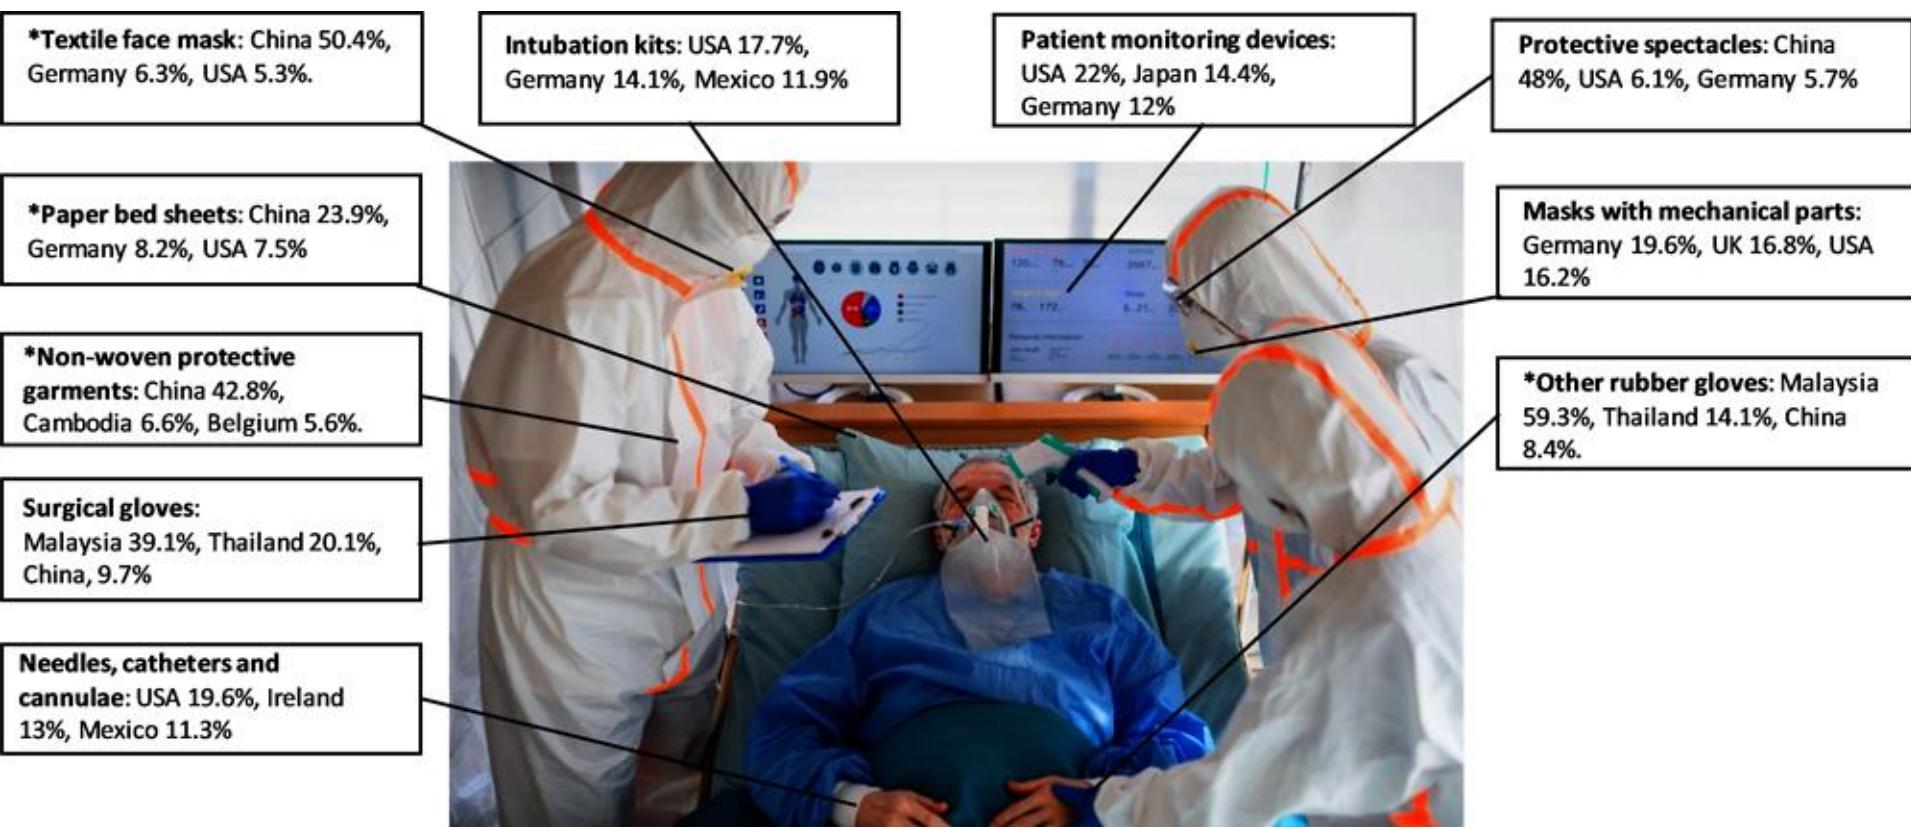 *Textile face mask: China 50.4%,
Germany 6.3%, USA 5.3%.
Intubation kits: USA 17.7%,
Germany 14.1%, Mexico 11.9%
Patient monitoring devices:
USA 22%, Japan 14.4%,
Germany 12%
Protective spectacles: China
48%, USA 6.1%, Germany 5.7%
*Paper bed sheets: China 23.9%,
Germany 8.2%, USA 7.5%
Masks with mechanical parts:
Germany 19.6%, UK 16.8%, USA
16.2%
*Non-woven protective
garments: China 42.8%,
Cambodia 6.6%, Belgium 5.6%.
*Other rubber gloves: Malaysia
59.3%, Thailand 14.1%, China
8.4%.
Surgical gloves:
Malaysia 39.1%, Thailand 20.1%,
China, 9.7%
Needles, catheters and
cannulae: USA 19.6%, Ireland
13%, Mexico 11.3%